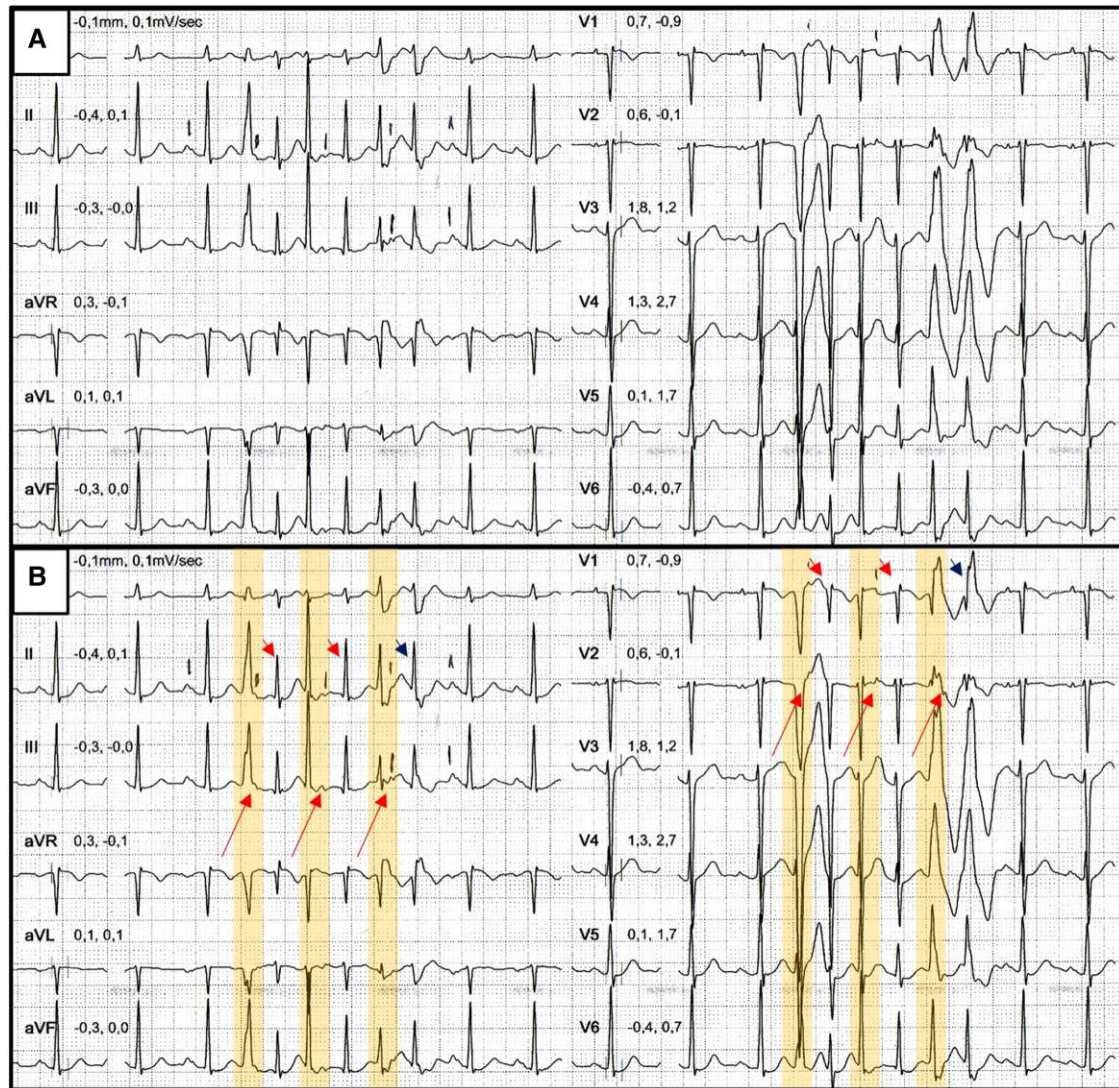 A
-0,1mm, 0,1mV/sec
II
-0,4, 0,1
III
-0,3, -0,0
aVR
0,3, -0,1
aVL
0,1, 0,1
aVF
-0,3, 0,0
V1
0,7, -0,9
V2
0,6, -0,1
V3
1,8, 1,2
V4
1,3, 2,7
V5
0,1, 1,7
V6
-0,4, 0,7
B
-0,1mm, 0,1mV/sec
II
-0,4, 0,1
III
-0,3, -0,0
aVR
0,3, -0,1
aVL
0,1, 0,1
aVF
-0,3, 0,0
V1
0,7, -0,9
V2
0,6, -0,1
V3
1,8, 1,2
V4
1,3, 2,7
V5
0,1, 1,7
V6
-0,4, 0,7